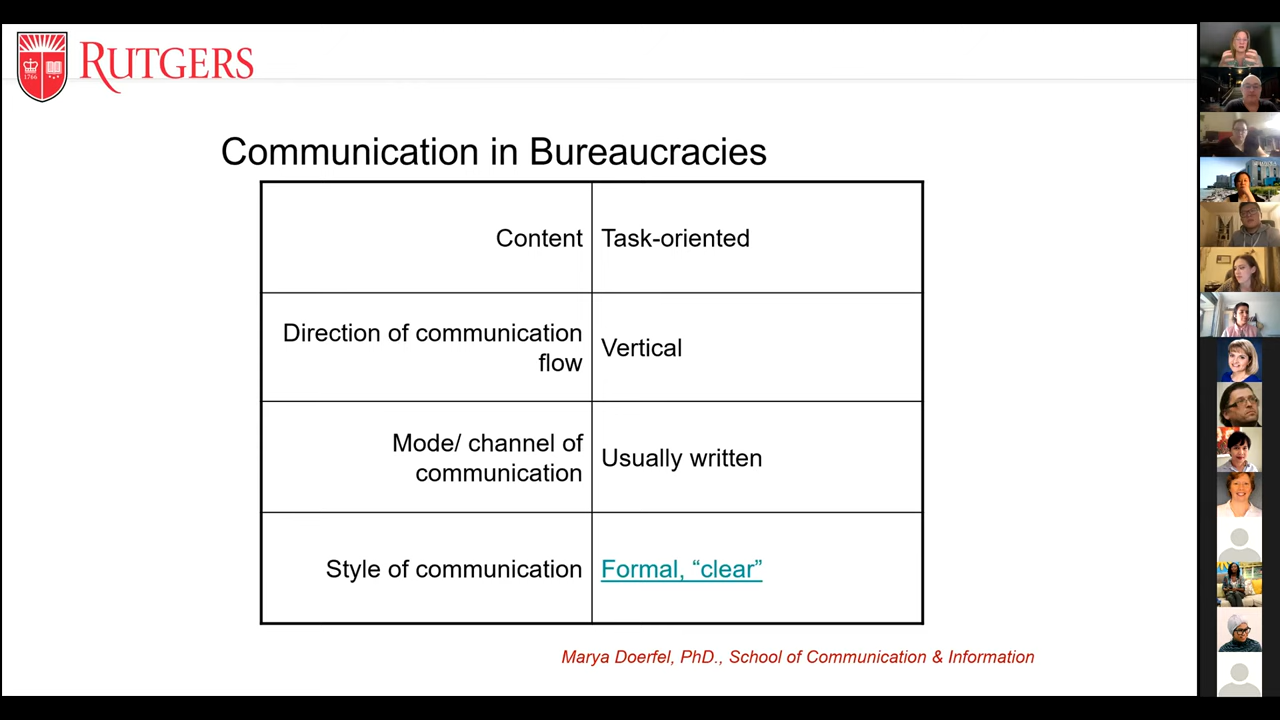 RUTGERS
1766
Communication in Bureaucracies
Content
Task-oriented
Direction of communication
flow
Vertical
Mode/ channel of
communication
Usually written
Style of communication
Formal, “clear”
Marya Doerfel, PhD., School of Communication & Information